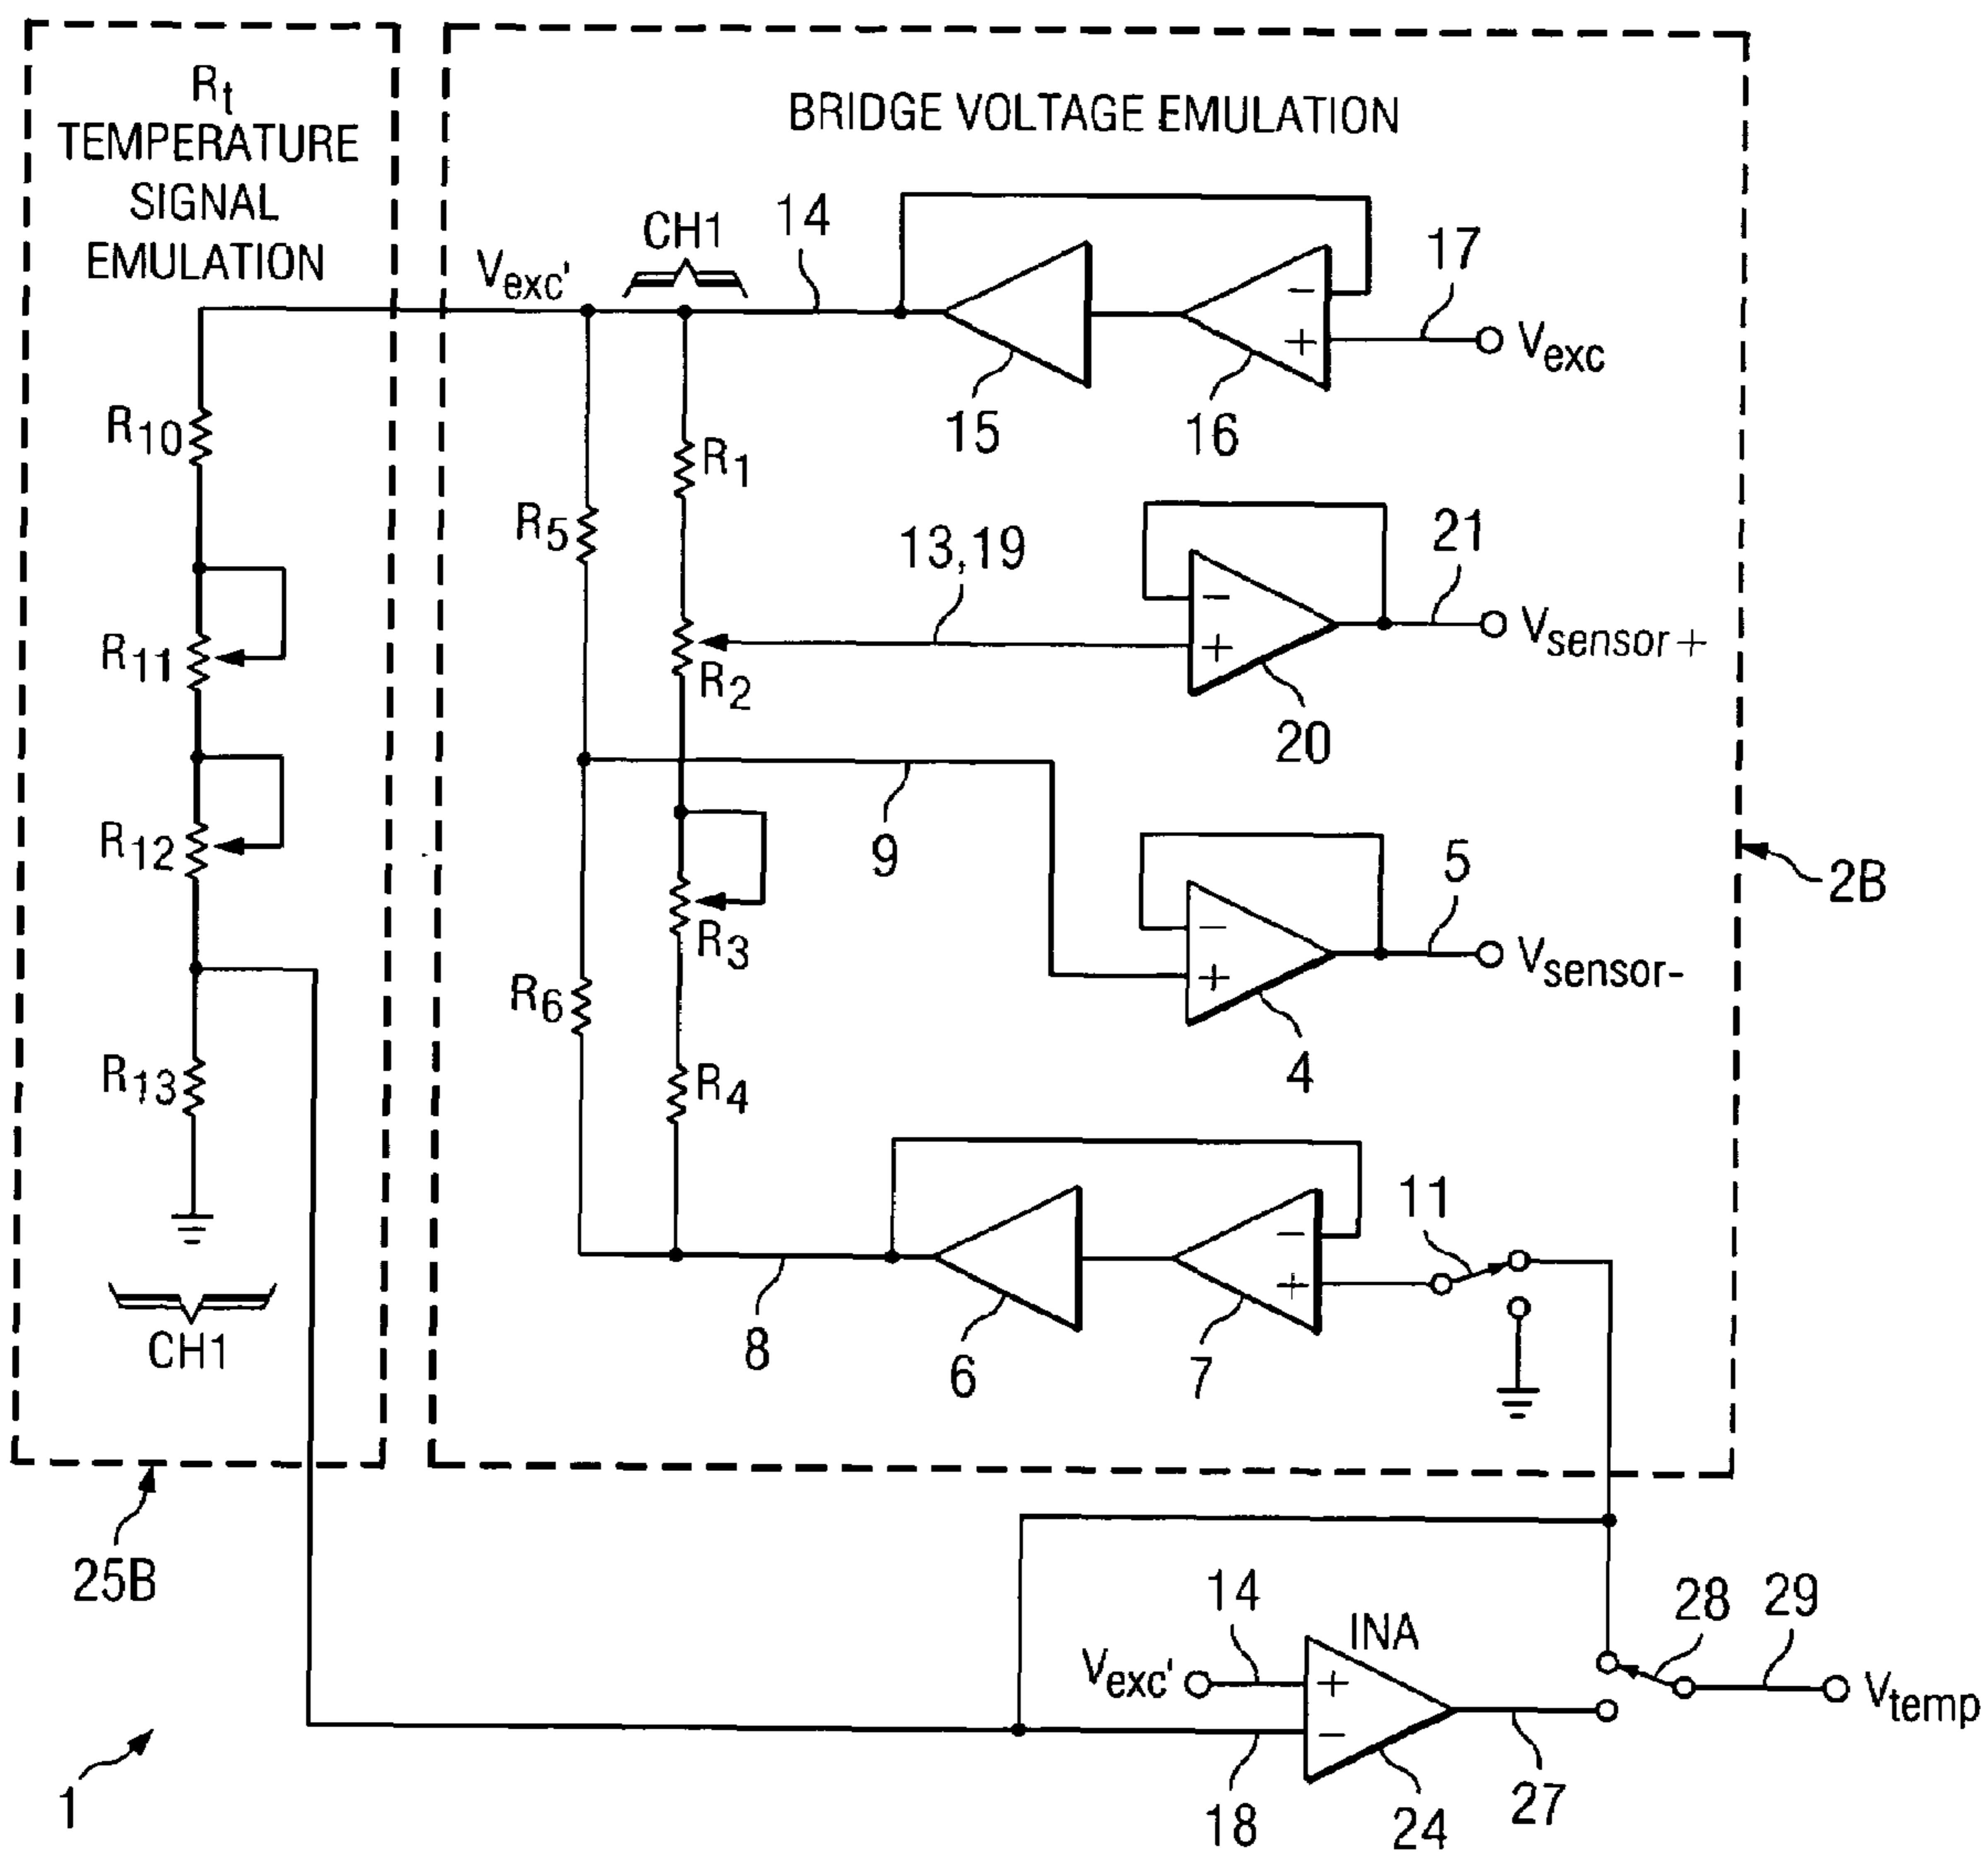 Rt
TEMPERATURE
SIGNAL
EMULATION
BRIDGE VOLTAGE EMULATION
CH1
14
Vexc'
17
Vexc
15
16
R10
R1
R5
13,19
21
Vsensor+
R11
R2
20
9
R12
5
2B
R3
Vsensor-
R6
4
R13
R4
11
CH1
8
6
7
25B
14
INA
28
29
Vexc'
Vtemp
1
18
24
27
+
−
+
−
+
−
+
−
+
−